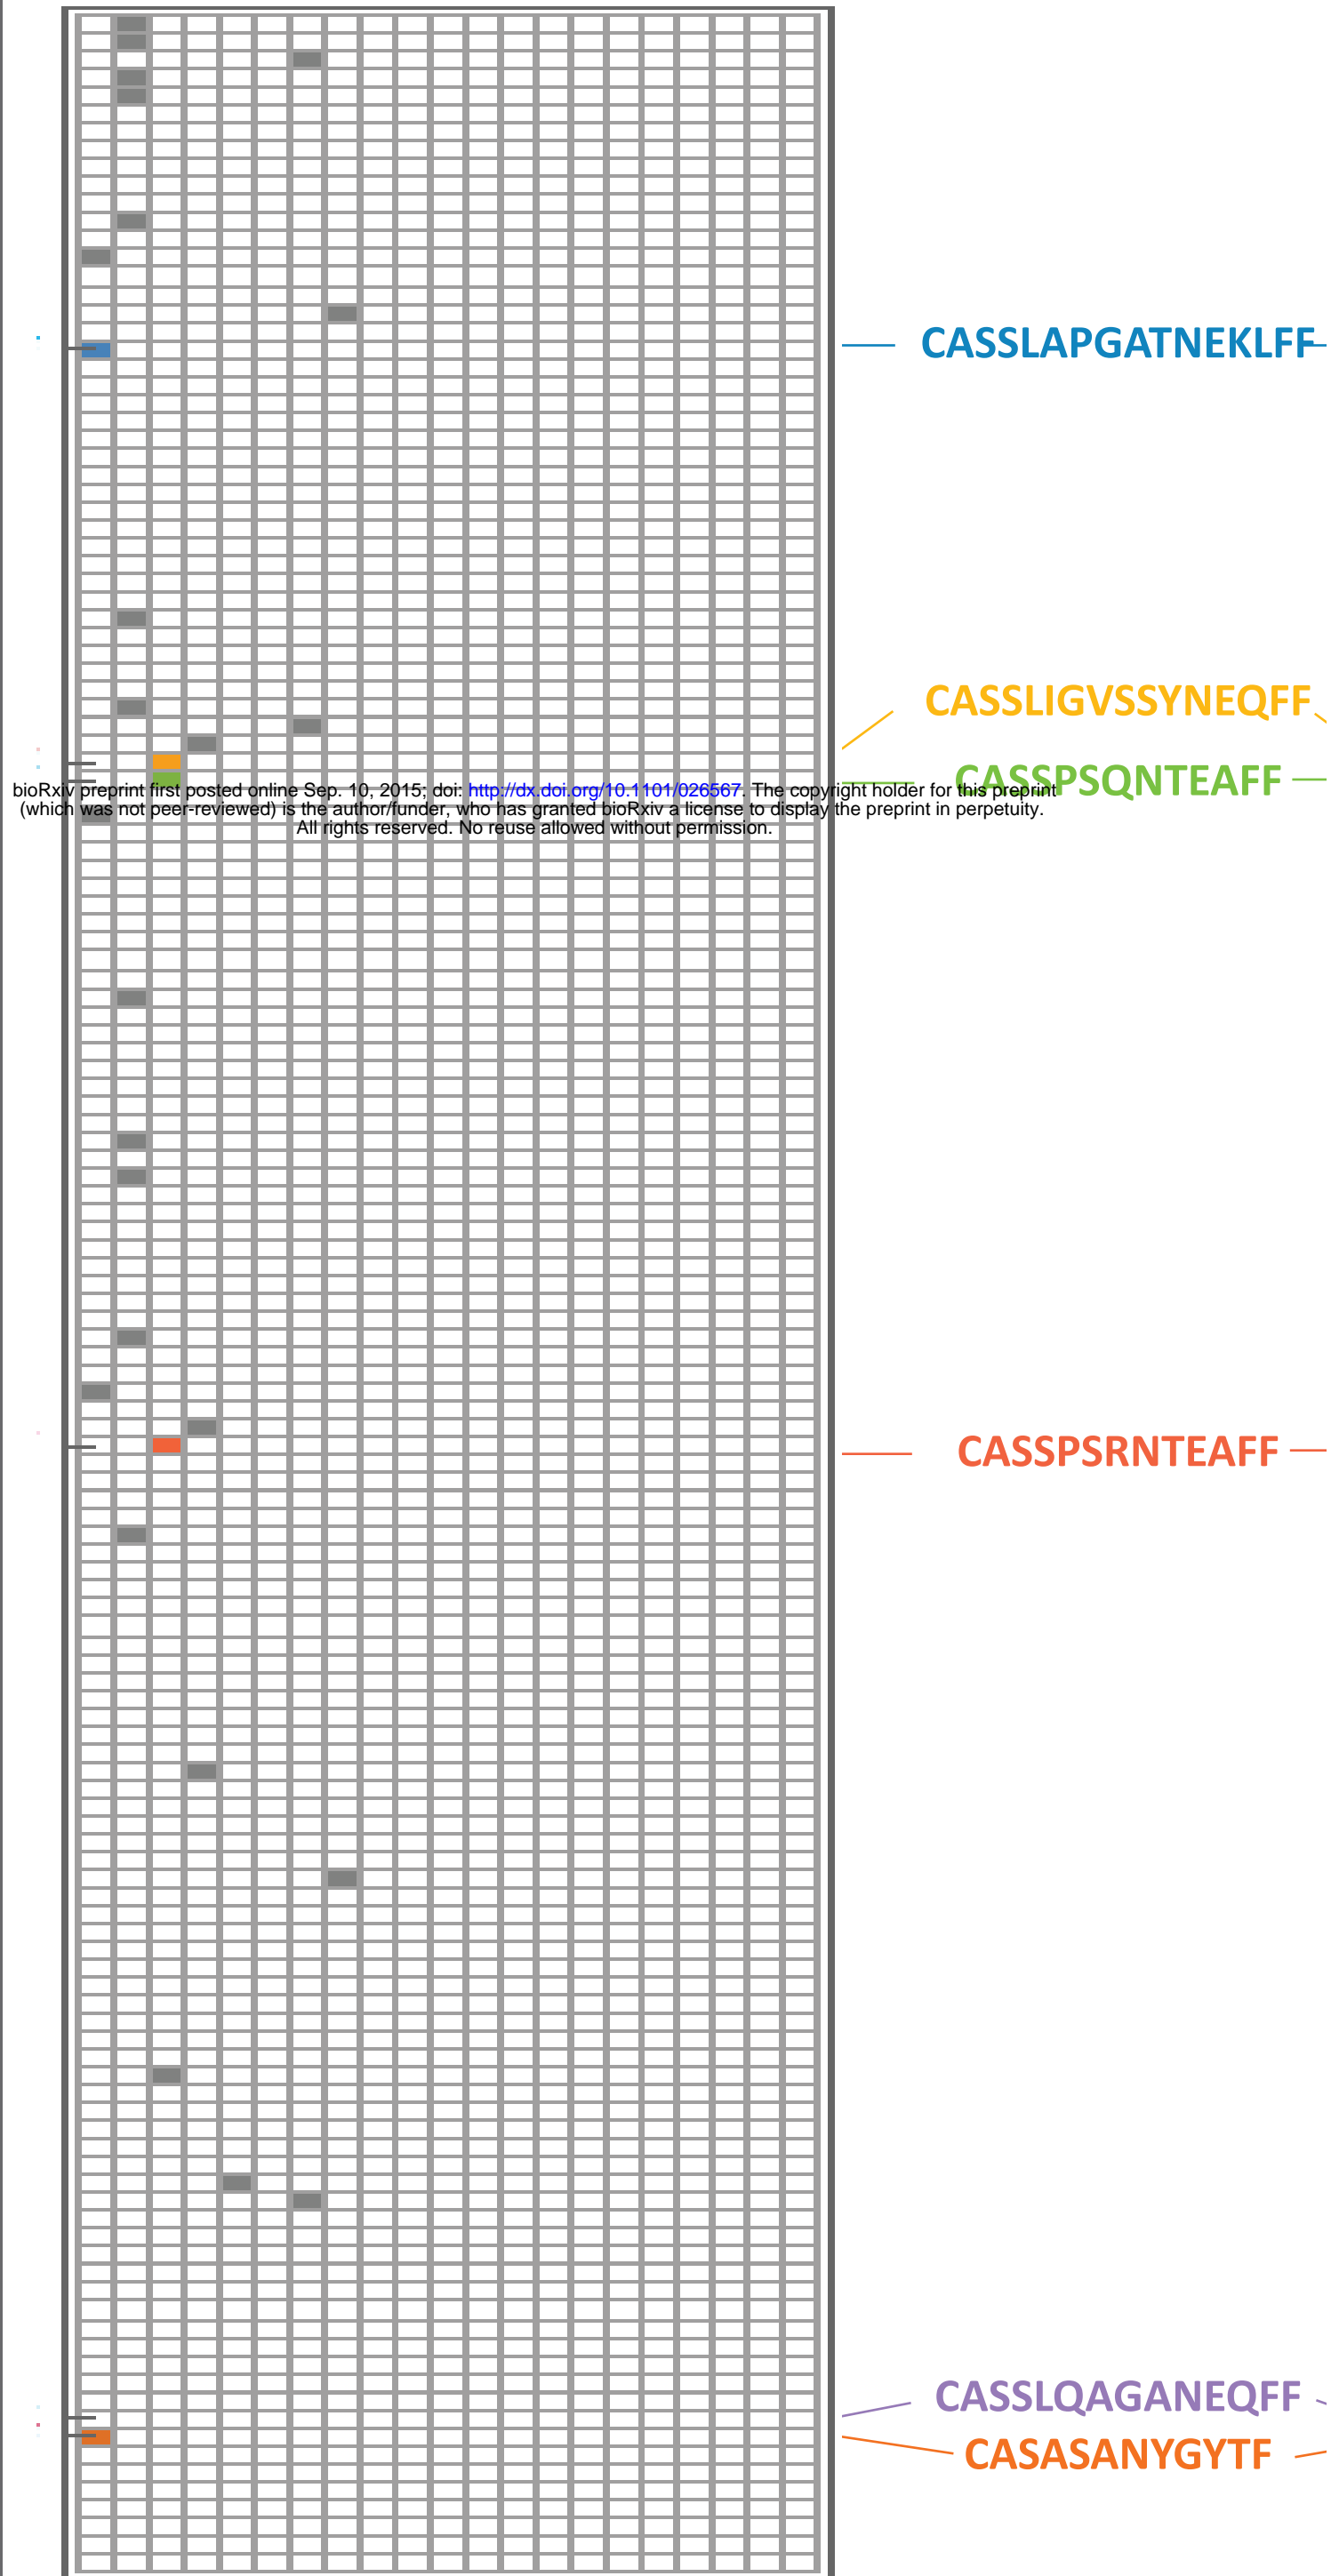 CASSLAPGATNEKLFF
CASSLIGVSSYNEQFF
CASSPSQNTEAFF
bioRxiv preprint first posted online Sep. 10, 2015; doi: http://dx.doi.org/10.1101/026567. The copyright holder for this preprint
(which was not peer-reviewed) is the author/funder, who has granted bioRxiv a license to display the preprint in perpetuity.
All rights reserved. No reuse allowed without permission.
CASSPSRNTEAFF
CASSLQAGANEQFF
CASASANYGYTF